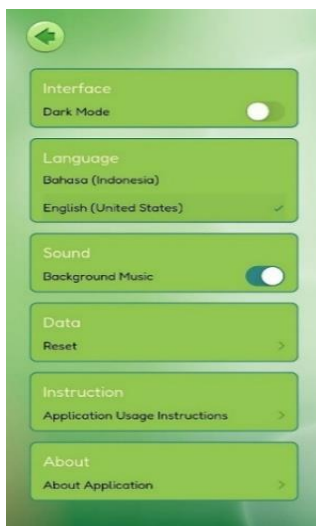 Interface
Dark Mode
Language
Bahasa (Indonesia)
English (United States)
Sound
Background Music
Data
Reset
Instruction
Application Usage Instructions
About
About Application